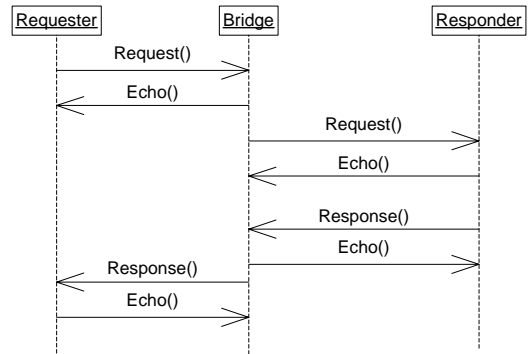 Requester Bridge Responder
Request()
Echo()
Request()
Echo()
Response()
Echo()
Response()
Echo()